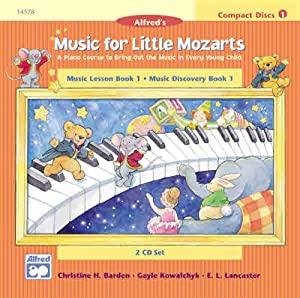 14578
Alfred's
Compact Discs 1
Music for Little Mozarts
A Piano Course to Bring Out the Music in Every Young Child
Music Lesson Book 1 • Music Discovery Book 1
2 CD Set
Alfred
Christine H. Barden • Gayle Kowalchyk • E. L. Lancaster